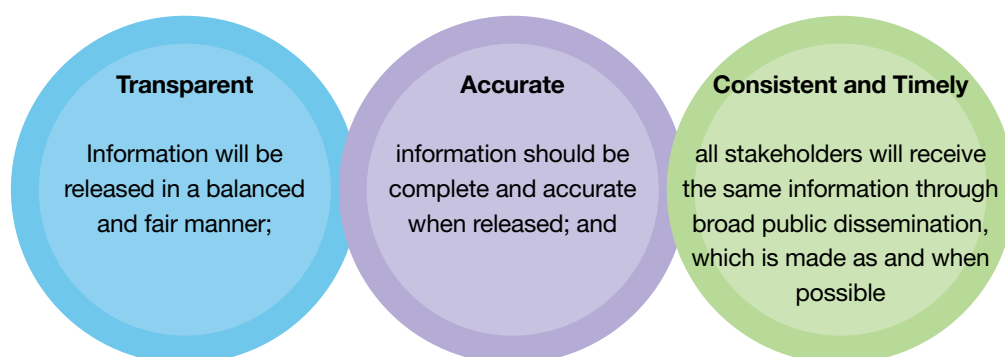 Transparent
Information will be
released in a balanced
and fair manner;
Accurate
information should be
complete and accurate
when released; and
Consistent and Timely
all stakeholders will receive
the same information through
broad public dissemination,
which is made as and when
possible